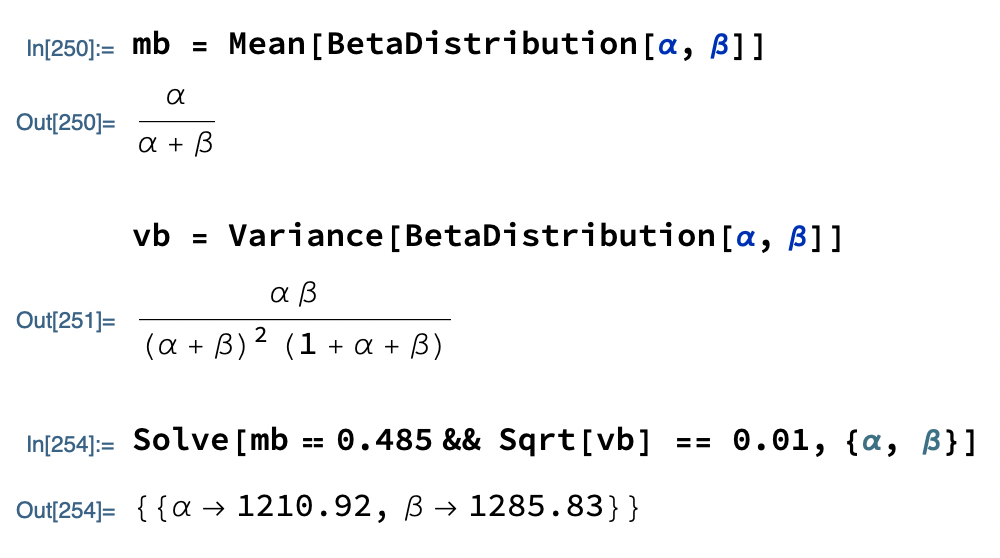 In[250]:= mb = Mean[BetaDistribution[α, β]]
Out[250]= α
α + β
vb = Variance[BetaDistribution[α, β]]
Out[251]= α β
(α + β)² (1 + α + β)
In[254]:= Solve[mb == 0.485 && Sqrt[vb] == 0.01, {α, β}]
Out[254]= {{α → 1210.92, β → 1285.83}}